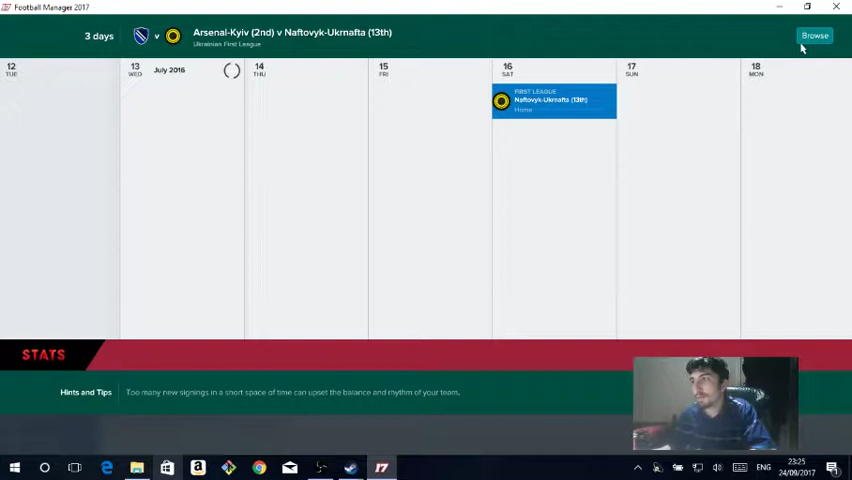 Football Manager 2017
3 days
v
Arsenal-Kyiv (2nd) v Naftovyk-Ukrnafta (13th)
Ukrainian First League
Browse
12
TUE
13
WED
July 2016
14
THU
15
FRI
16
SAT
17
SUN
18
MON
FIRST LEAGUE
Naftovyk-Ukrnafta (13th)
Home
STATS
Hints and Tips
Too many new signings in a short space of time can upset the balance and rhythm of your team.
ENG
23:25
24/09/2017